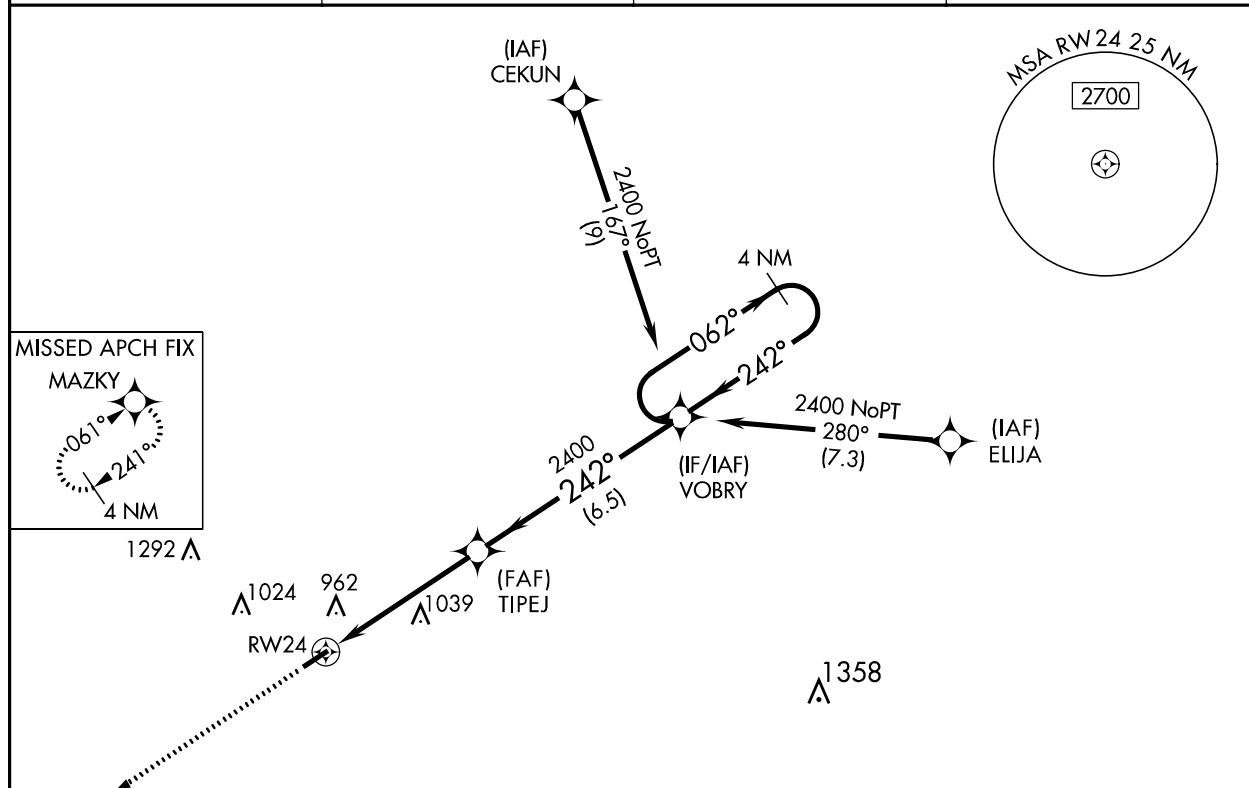 (IAF)
CEKUN
MSA RW24 25 NM
2700
2400 NoPT
167°
(9)
4 NM
062°
242°
MISSED APCH FIX
MAZKY
061°
241°
4 NM
2400 NoPT
280°
(7.3)
(IAF)
ELIJA
(IF/IAF)
VOBRY
2400
242°
(6.5)
1292
(FAF)
TIPEJ
1024
962
1039
RW24
1358